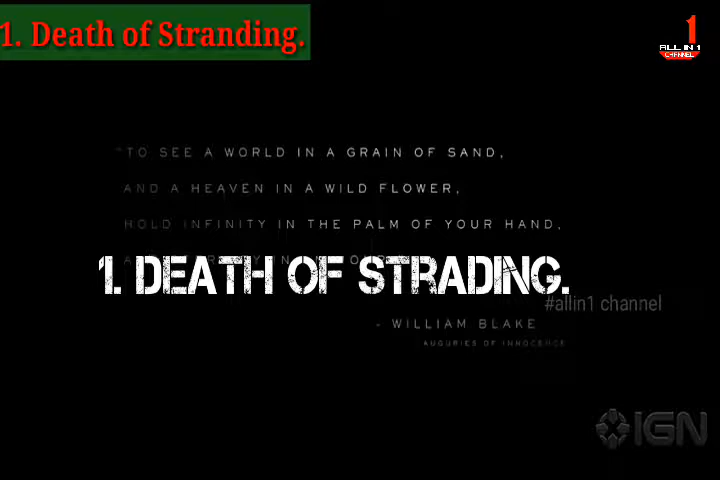 1. Death of Stranding.
1
ALL IN 1
CHANNEL
"TO SEE A WORLD IN A GRAIN OF SAND,
AND A HEAVEN IN A WILD FLOWER,
HOLD INFINITY IN THE PALM OF YOUR HAND,
1. DEATH OF STRADING.
#allin1 channel
- WILLIAM BLAKE
AUGURIES OF INNOCENCE
IGN